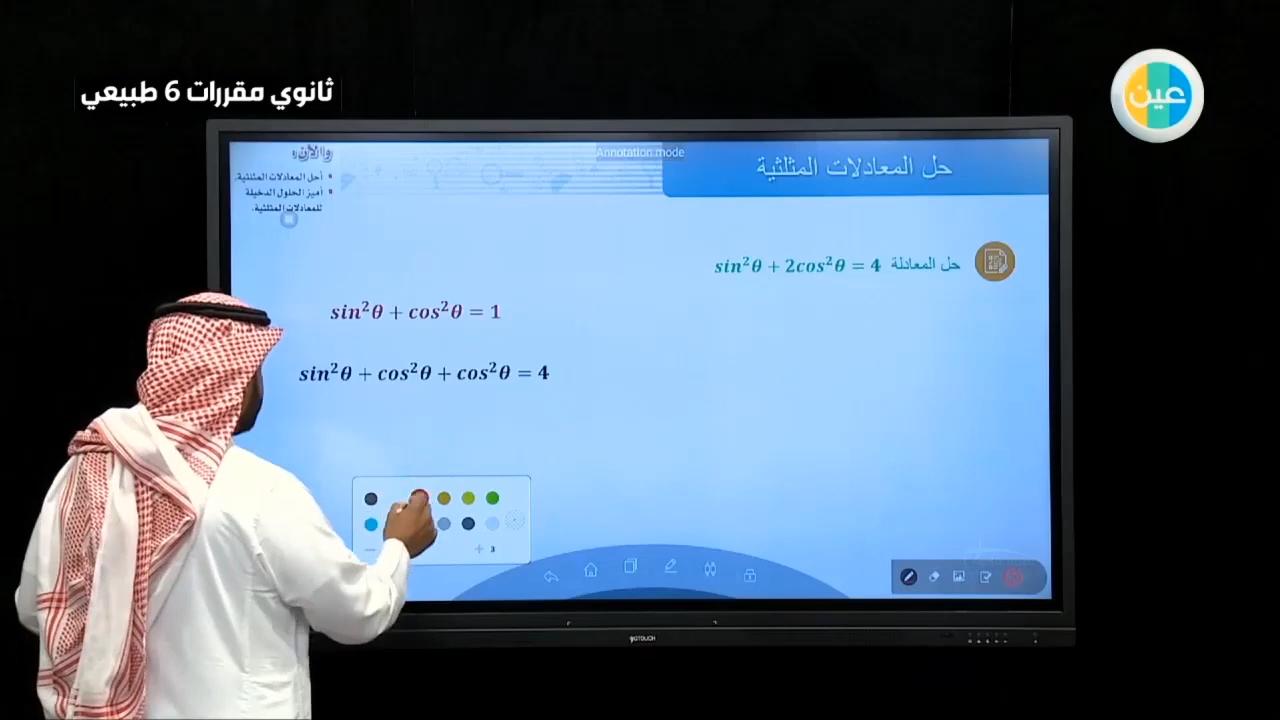 ثانوي مقررات 6 طبيعي
عين
Annotation mode
حل المعادلات المثلثية
والآن:
أحل المعادلات المثلثية.
أميز الحلول الدخيلة
للمعادلات المثلثية.
حل المعادلة sin²θ + 2cos²θ = 4
sin²θ + cos²θ = 1
sin²θ + cos²θ + cos²θ = 4
3